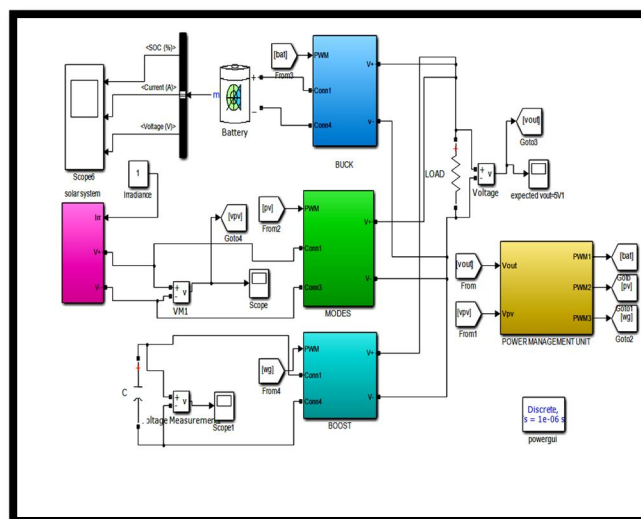 <SOC (%)>
<Current (A)>
<Voltage (V)>
Scope6
m
+
−
Battery
[bat]
From3
PWM
Conn1
Conn4
V+
v-
BUCK
1
Irradiance
solar system
Irr
V+
V-
+
-
v
VM1
[vpv]
Goto4
Scope
[pv]
From2
PWM
Conn1
Conn3
V+
V-
MODES
LOAD
+
+
-
v
Voltage
[vout]
Goto3
expected vout=5V1
[vout]
From
[vpv]
From1
Vout
Vpv
PWM1
PWM2
PWM3
POWER MANAGEMENT UNIT
[bat]
Goto
[pv]
Goto1
[wg]
Goto2
+
C
+
-
v
oltage Measurement
Scope1
[wg]
From4
PWM
Conn1
Conn4
V+
V-
BOOST
Discrete,
s = 1e-06 s
powergui